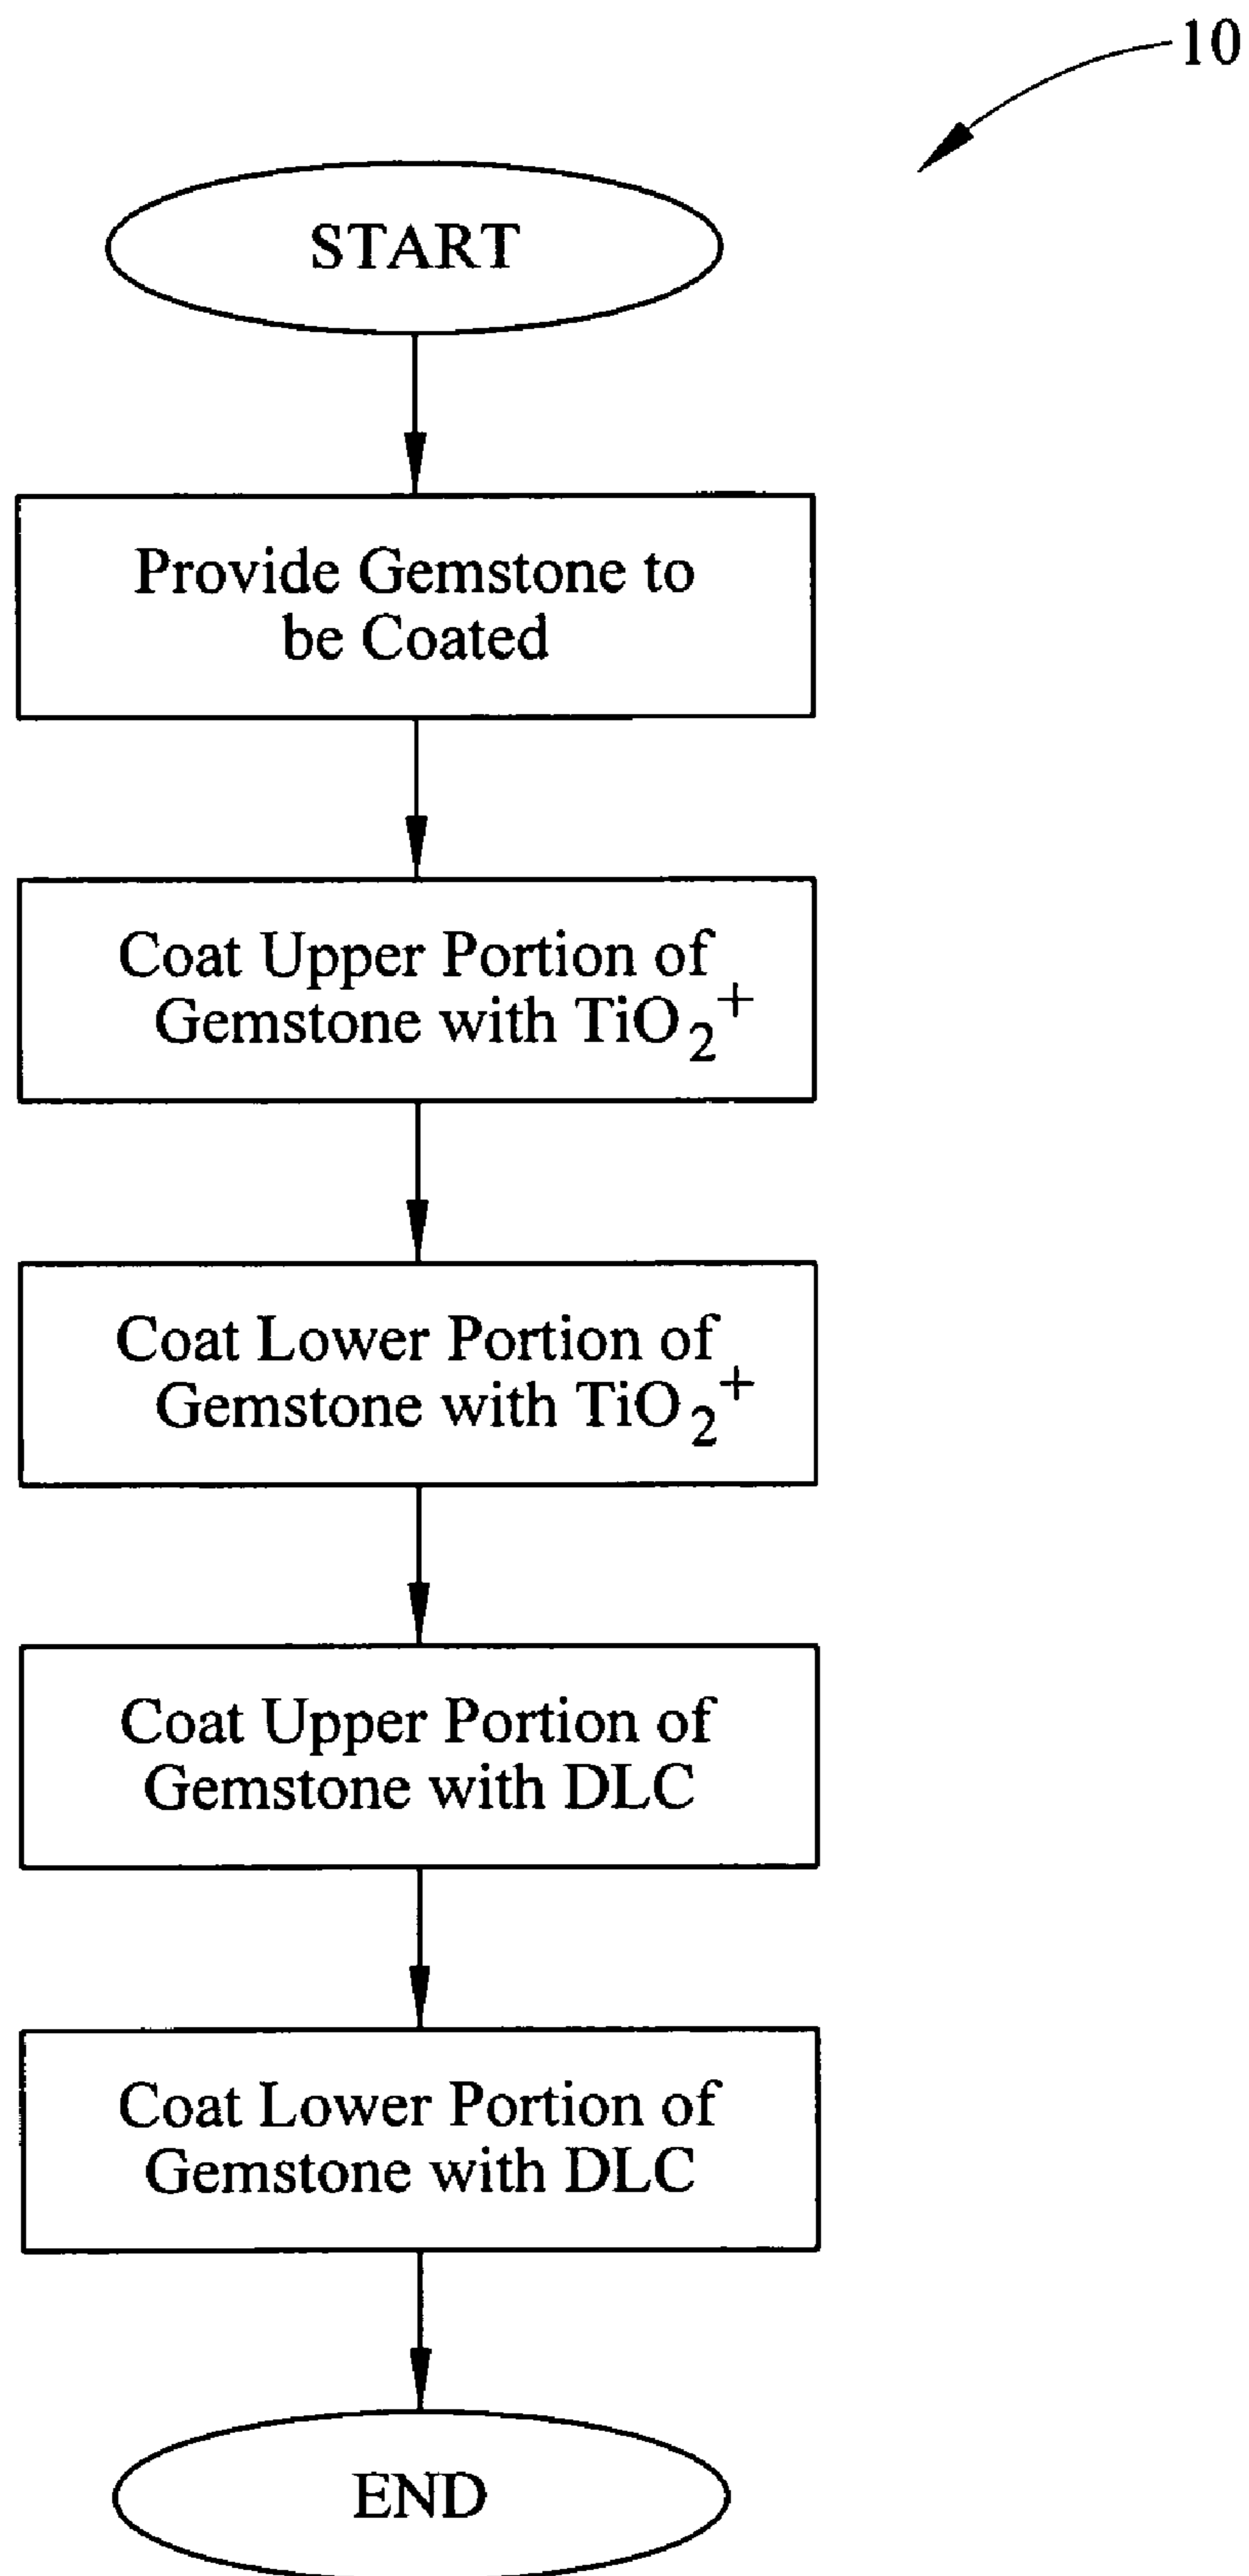 10
START
Provide Gemstone to
be Coated
Coat Upper Portion of
Gemstone with TiO₂⁺
Coat Lower Portion of
Gemstone with TiO₂⁺
Coat Upper Portion of
Gemstone with DLC
Coat Lower Portion of
Gemstone with DLC
END